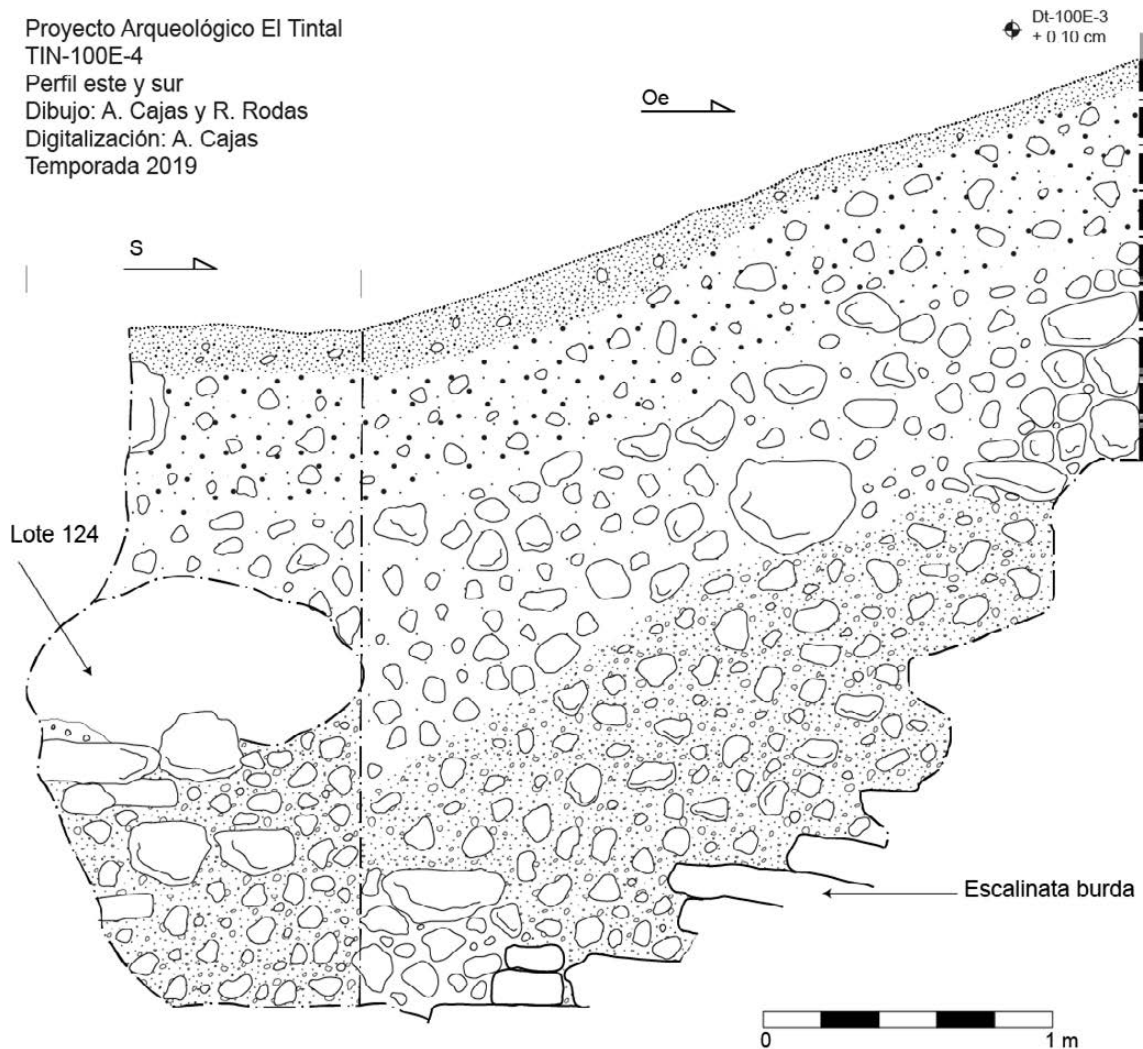 Proyecto Arqueológico El Tintal
TIN-100E-4
Perfil este y sur
Dibujo: A. Cajas y R. Rodas
Digitalización: A. Cajas
Temporada 2019
Dt-100E-3
+ 0.10 cm
Oe
S
Lote 124
Escalinata burda
0
1 m